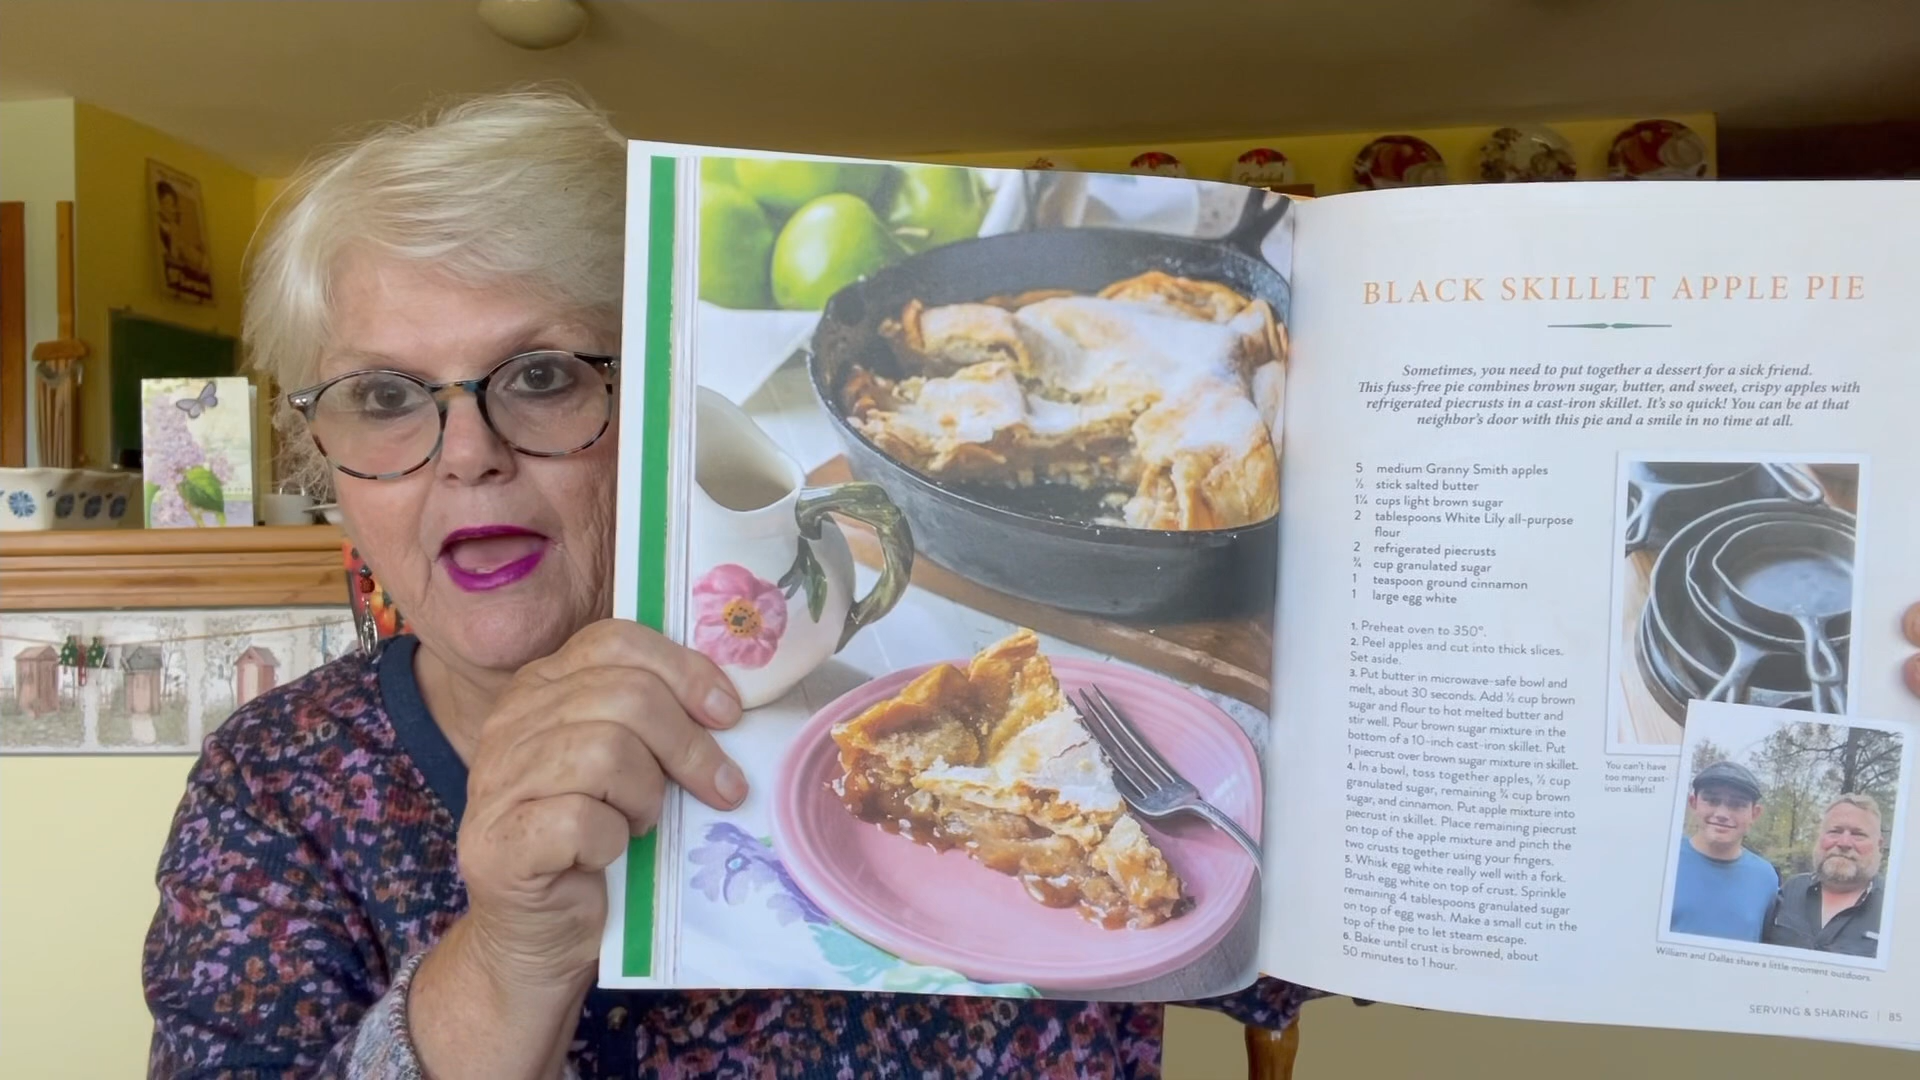 BLACK SKILLET APPLE PIE
Sometimes, you need to put together a dessert for a sick friend.
This fuss-free pie combines brown sugar, butter, and sweet, crispy apples with
refrigerated piecrusts in a cast-iron skillet. It's so quick! You can be at that
neighbor's door with this pie and a smile in no time at all.
5 medium Granny Smith apples
½ stick salted butter
1¼ cups light brown sugar
2 tablespoons White Lily all-purpose
flour
2 refrigerated piecrusts
¾ cup granulated sugar
1 teaspoon ground cinnamon
1 large egg white
1. Preheat oven to 350°.
2. Peel apples and cut into thick slices.
Set aside.
3. Put butter in microwave-safe bowl and
melt, about 30 seconds. Add ½ cup brown
sugar and flour to hot melted butter and
stir well. Pour brown sugar mixture in the
bottom of a 10-inch cast-iron skillet. Put
1 piecrust over brown sugar mixture in skillet.
4. In a bowl, toss together apples, ½ cup
granulated sugar, remaining ¾ cup brown
sugar, and cinnamon. Put apple mixture into
piecrust in skillet. Place remaining piecrust
on top of the apple mixture and pinch the
two crusts together using your fingers.
5. Whisk egg white really well with a fork.
Brush egg white on top of crust. Sprinkle
remaining 4 tablespoons granulated sugar
on top of egg wash. Make a small cut in the
top of the pie to let steam escape.
6. Bake until crust is browned, about
50 minutes to 1 hour.
You can't have
too many cast-
iron skillets!
William and Dallas share a little moment outdoors.
SERVING & SHARING | 85